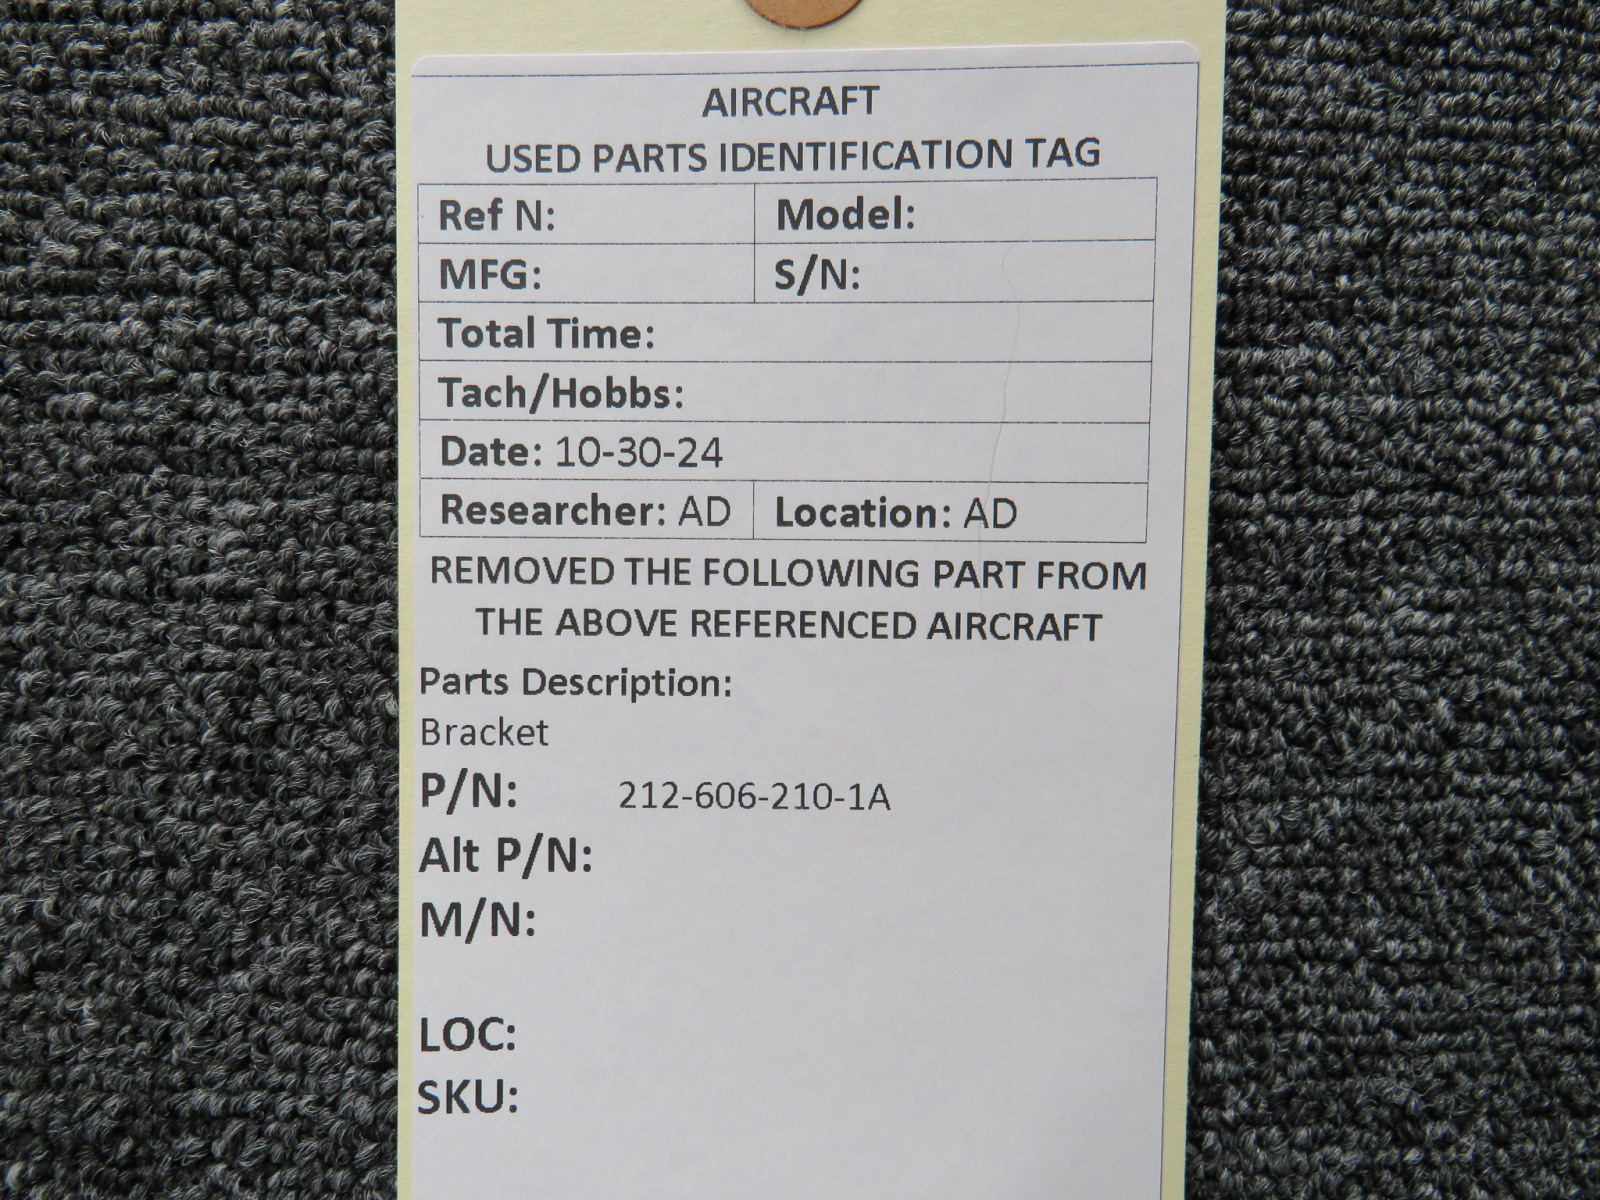 AIRCRAFT
USED PARTS IDENTIFICATION TAG
Ref N: Model:
MFG: S/N:
Total Time:
Tach/Hobbs:
Date: 10-30-24
Researcher: AD Location: AD
REMOVED THE FOLLOWING PART FROM
THE ABOVE REFERENCED AIRCRAFT
Parts Description:
Bracket
P/N: 212-606-210-1A
Alt P/N:
M/N:
LOC:
SKU: